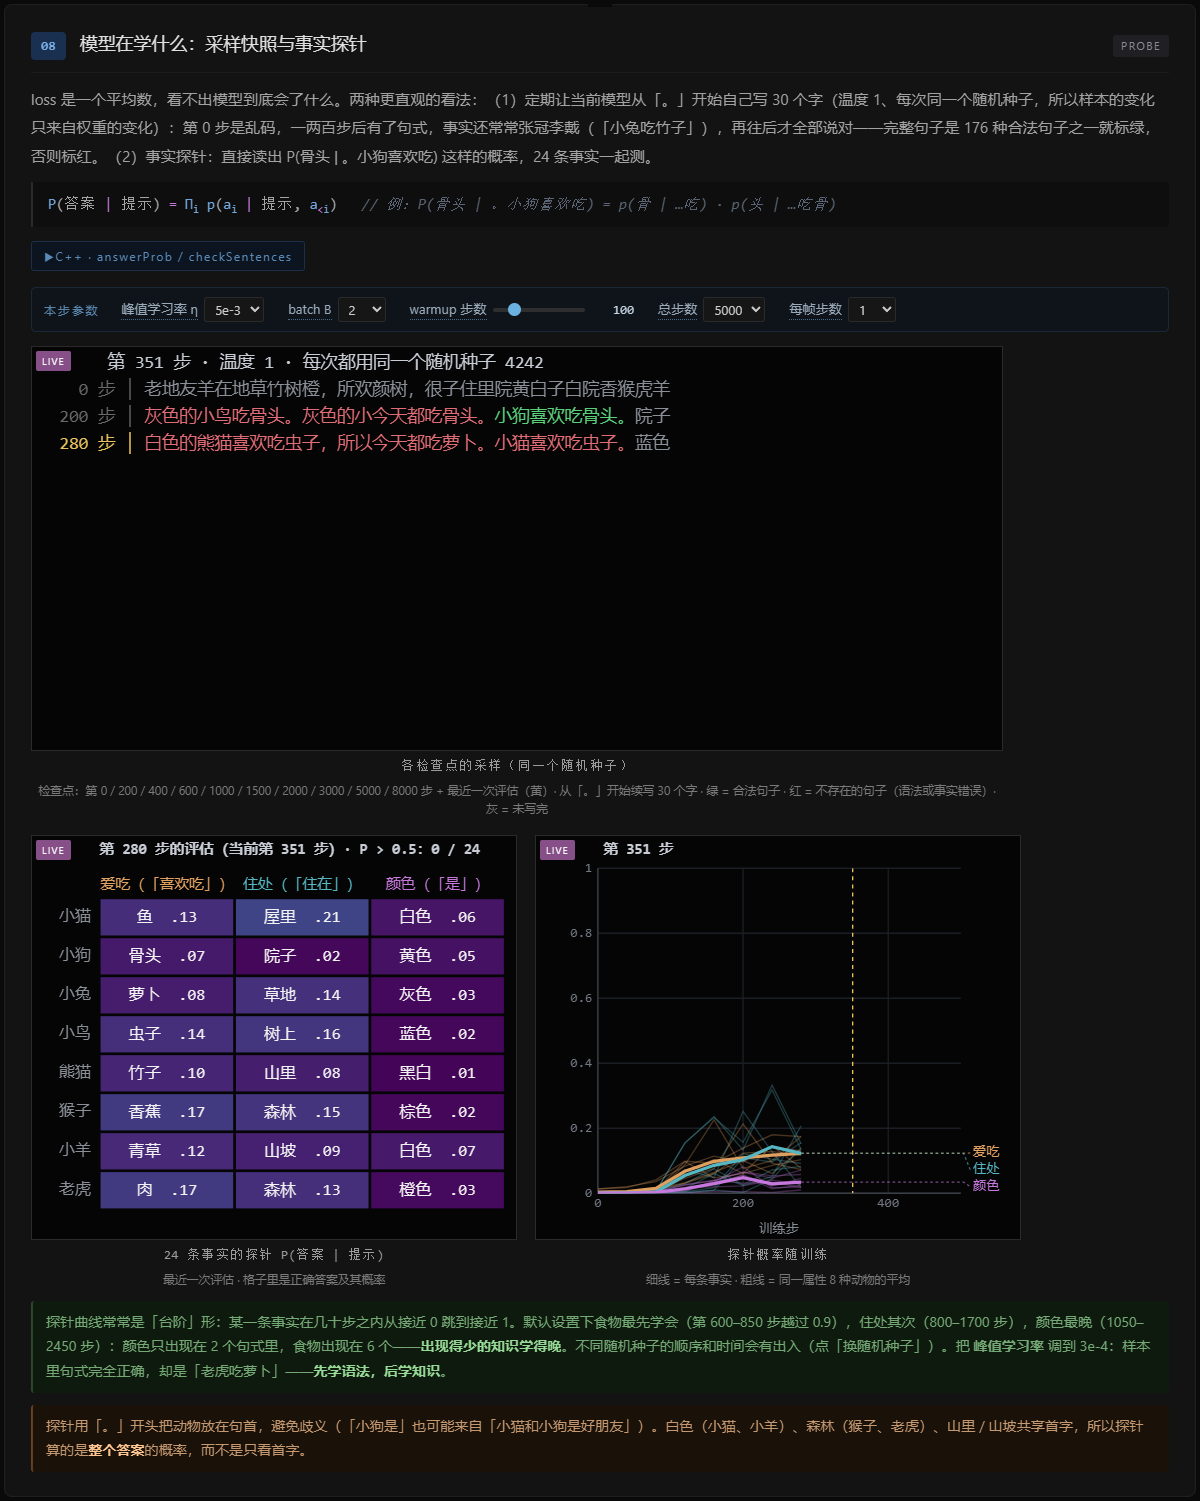 08 模型在学什么：采样快照与事实探针 PROBE
loss 是一个平均数，看不出模型到底会了什么。两种更直观的看法：（1）定期让当前模型从「。」开始自己写 30 个字（温度 1、每次同一个随机种子，所以样本的变化
只来自权重的变化）：第 0 步是乱码，一两百步后有了句式，事实还常常张冠李戴（「小兔吃竹子」），再往后才全部说对——完整句子是 176 种合法句子之一就标绿，
否则标红。（2）事实探针：直接读出 P(骨头 | 。小狗喜欢吃) 这样的概率，24 条事实一起测。
P(答案 | 提示) = Πi p(ai | 提示, a<i) // 例: P(骨头 | 。小狗喜欢吃) = p(骨 | …吃) · p(头 | …吃骨)
▶C++ · answerProb / checkSentences
本步参数 峰值学习率 η 5e-3 batch B 2 warmup 步数 100 总步数 5000 每帧步数 1
LIVE 第 351 步 · 温度 1 · 每次都用同一个随机种子 4242
0 步 │ 老地友羊在地草竹树橙，所欢颜树，很子住里院黄白子白院香猴虎羊
200 步 │ 灰色的小鸟吃骨头。灰色的小今天都吃骨头。小狗喜欢吃骨头。院子
280 步 │ 白色的熊猫喜欢吃虫子，所以今天都吃萝卜。小猫喜欢吃虫子。蓝色
各检查点的采样（同一个随机种子）
检查点：第 0 / 200 / 400 / 600 / 1000 / 1500 / 2000 / 3000 / 5000 / 8000 步 + 最近一次评估（黄）· 从「。」开始续写 30 个字 · 绿 = 合法句子 · 红 = 不存在的句子（语法或事实错误）·
灰 = 未写完
LIVE 第 280 步的评估（当前第 351 步）· P > 0.5: 0 / 24
爱吃（「喜欢吃」） 住处（「住在」） 颜色（「是」）
小猫 鱼 .13 屋里 .21 白色 .06
小狗 骨头 .07 院子 .02 黄色 .05
小兔 萝卜 .08 草地 .14 灰色 .03
小鸟 虫子 .14 树上 .16 蓝色 .02
熊猫 竹子 .10 山里 .08 黑白 .01
猴子 香蕉 .17 森林 .15 棕色 .02
小羊 青草 .12 山坡 .09 白色 .07
老虎 肉 .17 森林 .13 橙色 .03
24 条事实的探针 P(答案 | 提示)
最近一次评估 · 格子里是正确答案及其概率
LIVE 第 351 步
1
0.8
0.6
0.4
0.2
0
爱吃
住处
颜色
0 200 400
训练步
探针概率随训练
细线 = 每条事实 · 粗线 = 同一属性 8 种动物的平均
探针曲线常常是「台阶」形：某一条事实在几十步之内从接近 0 跳到接近 1。默认设置下食物最先学会（第 600–850 步越过 0.9），住处其次（800–1700 步），颜色最晚（1050–
2450 步）：颜色只出现在 2 个句式里，食物出现在 6 个——出现得少的知识学得晚。不同随机种子的顺序和时间会有出入（点「换随机种子」）。把 峰值学习率 调到 3e-4：样本
里句式完全正确，却是「老虎吃萝卜」——先学语法，后学知识。
探针用「。」开头把动物放在句首，避免歧义（「小狗是」也可能来自「小猫和小狗是好朋友」）。白色（小猫、小羊）、森林（猴子、老虎）、山里 / 山坡共享首字，所以探针
算的是整个答案的概率，而不是只看首字。